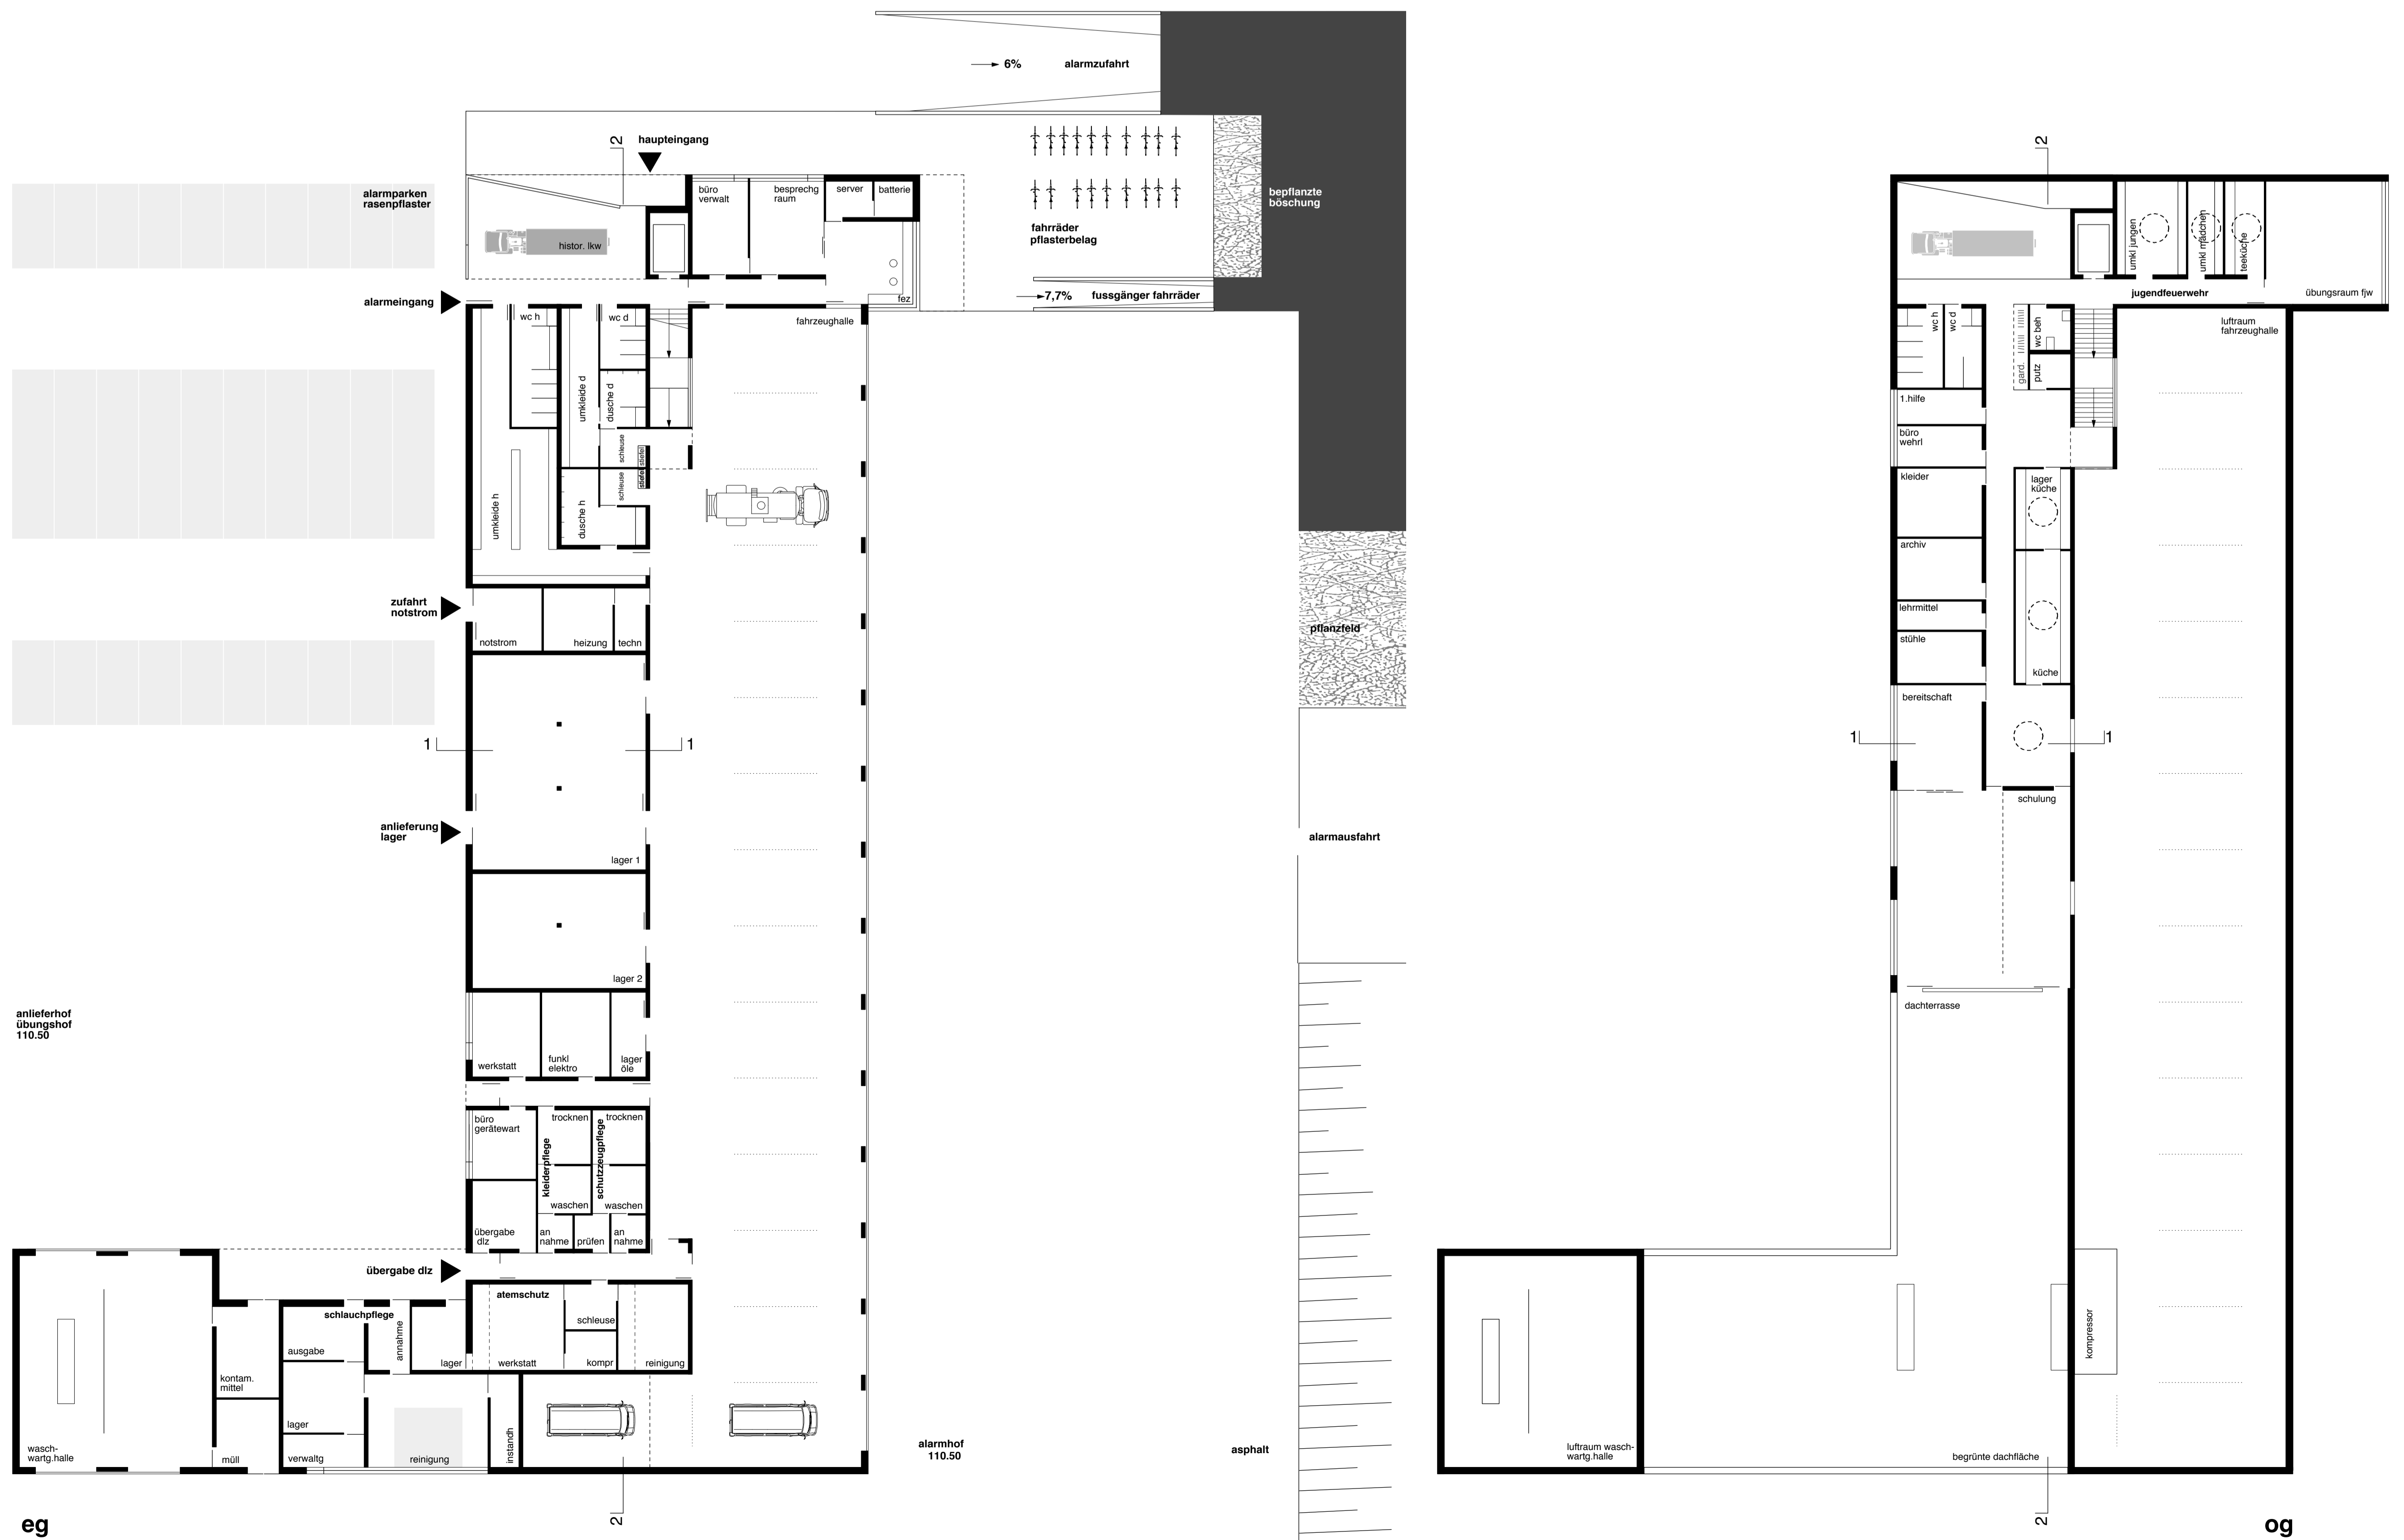 6%
alarmzufahrt
2
haupteingang
alarmparken
rasenpflaster
büro
verwalt
besprechg
raum
server
batterie
bepflanzte
böschung
fahrräder
pflasterbelag
histor. lkw
7,7%
fussgänger fahrräder
alarmeingang
fez
wc h
wc d
fahrzeughalle
umkleide d
dusche d
schleuse
stiefel
schleuse
stiefel
umkleide h
dusche h
zufahrt
notstrom
notstrom
heizung
techn
pflanzfeld
1
1
anlieferung
lager
lager 1
alarmausfahrt
lager 2
anlieferhof
übungshof
110.50
werkstatt
funkl
elektro
lager
öle
büro
gerätewart
trocknen
trocknen
kleiderpflege
schutzzeugpflege
waschen
waschen
übergabe
dlz
an
nahme
prüfen
an
nahme
übergabe dlz
atemschutz
schlauchpflege
annahme
schleuse
ausgabe
lager
werkstatt
kompr
reinigung
kontam.
mittel
lager
wasch-
wartg.halle
müll
verwaltg
reinigung
instandh
alarmhof
110.50
asphalt
2
eg
2
umkl jungen
umkl mädchen
teeküche
jugendfeuerwehr
übungsraum fjw
wc h
wc d
gard.
wc beh
putz
luftraum
fahrzeughalle
1.hilfe
büro
wehrl
kleider
lager
küche
archiv
lehrmittel
stühle
küche
bereitschaft
1
1
schulung
dachterrasse
kompressor
luftraum wasch-
wartg.halle
begrünte dachfläche
2
og